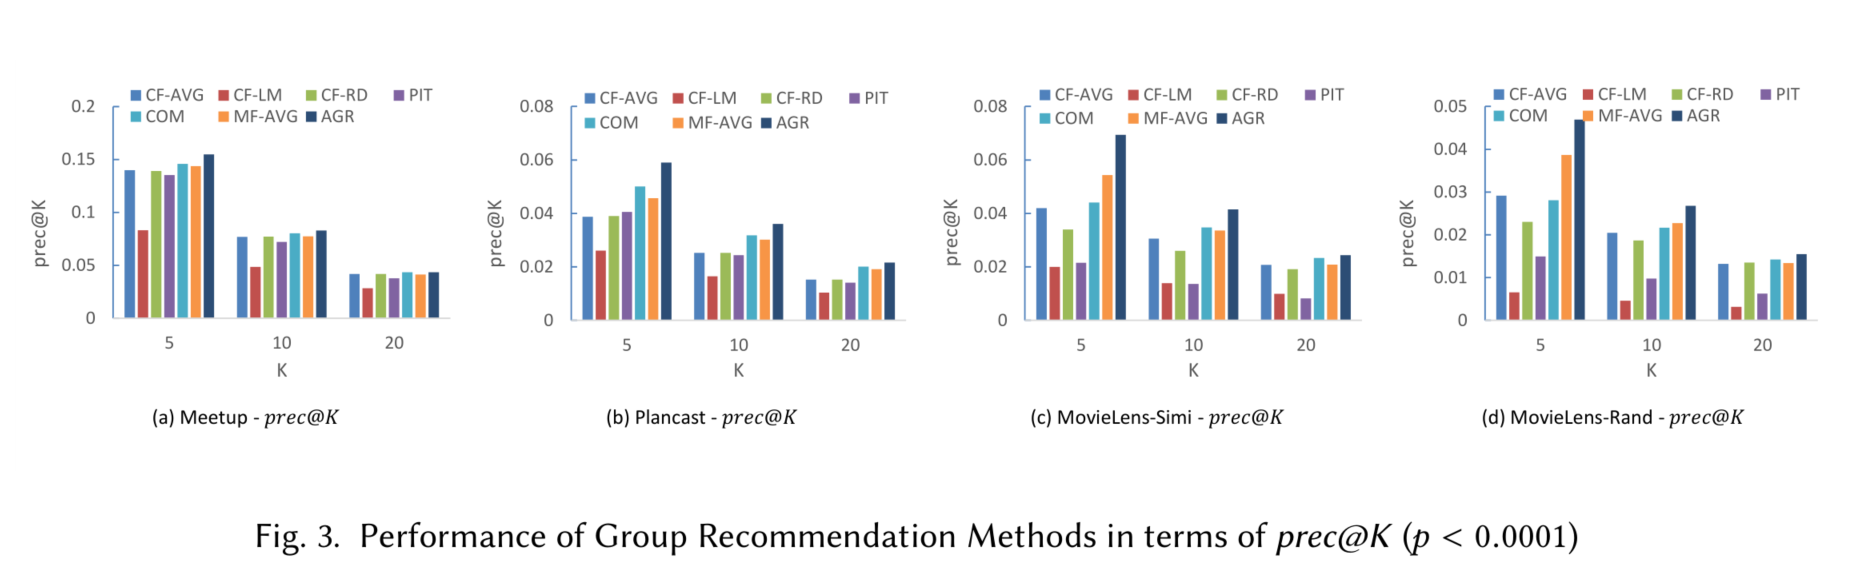 CF-AVG CF-LM CF-RD PIT
COM MF-AVG AGR
0.2
0.15
0.1
0.05
0
prec@K
5 10 20
K
(a) Meetup - prec@K
CF-AVG CF-LM CF-RD PIT
COM MF-AVG AGR
0.08
0.06
0.04
0.02
0
prec@K
5 10 20
K
(b) Plancast - prec@K
CF-AVG CF-LM CF-RD PIT
COM MF-AVG AGR
0.08
0.06
0.04
0.02
0
prec@K
5 10 20
K
(c) MovieLens-Simi - prec@K
CF-AVG CF-LM CF-RD PIT
COM MF-AVG AGR
0.05
0.04
0.03
0.02
0.01
0
prec@K
5 10 20
K
(d) MovieLens-Rand - prec@K
Fig. 3. Performance of Group Recommendation Methods in terms of prec@K (p < 0.0001)